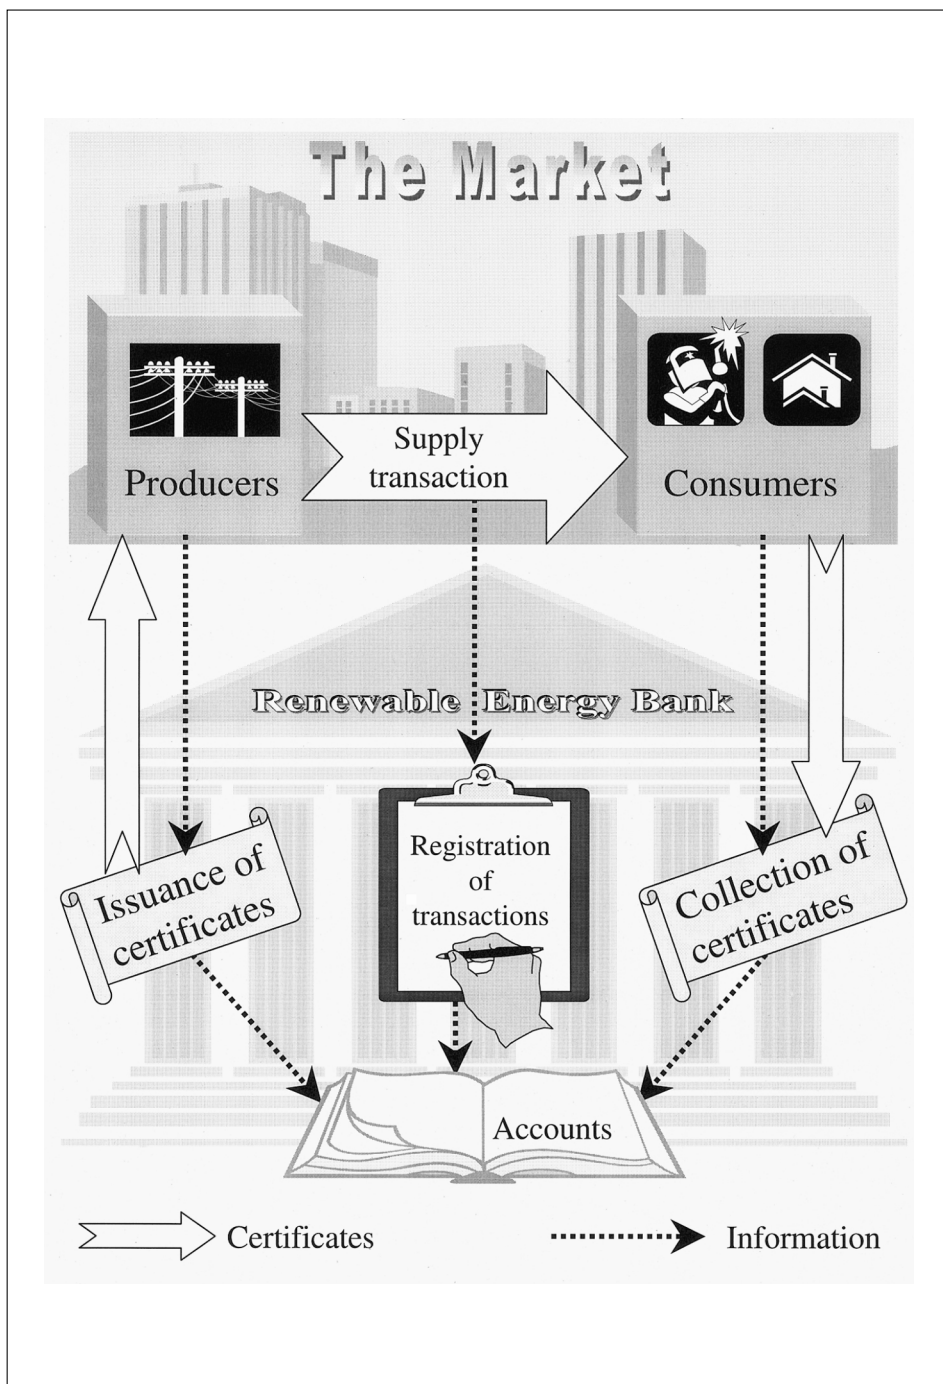 The Market
Supply
transaction
Producers
Consumers
Renewable Energy Bank
Registration
of
transactions
Issuance of
certificates
Collection of
certificates
Accounts
Certificates
Information